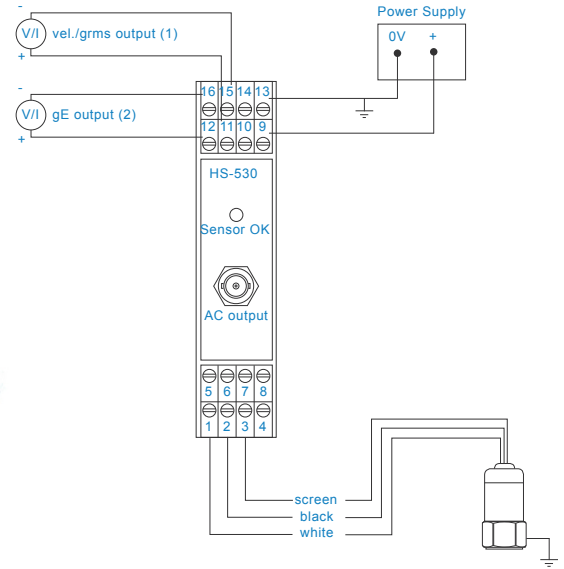 Power Supply
0V +
-
V/I vel./grms output (1)
+
-
V/I gE output (2)
+
16 15 14 13
12 11 10 9
HS-530
Sensor OK
AC output
5 6 7 8
1 2 3 4
screen
black
white